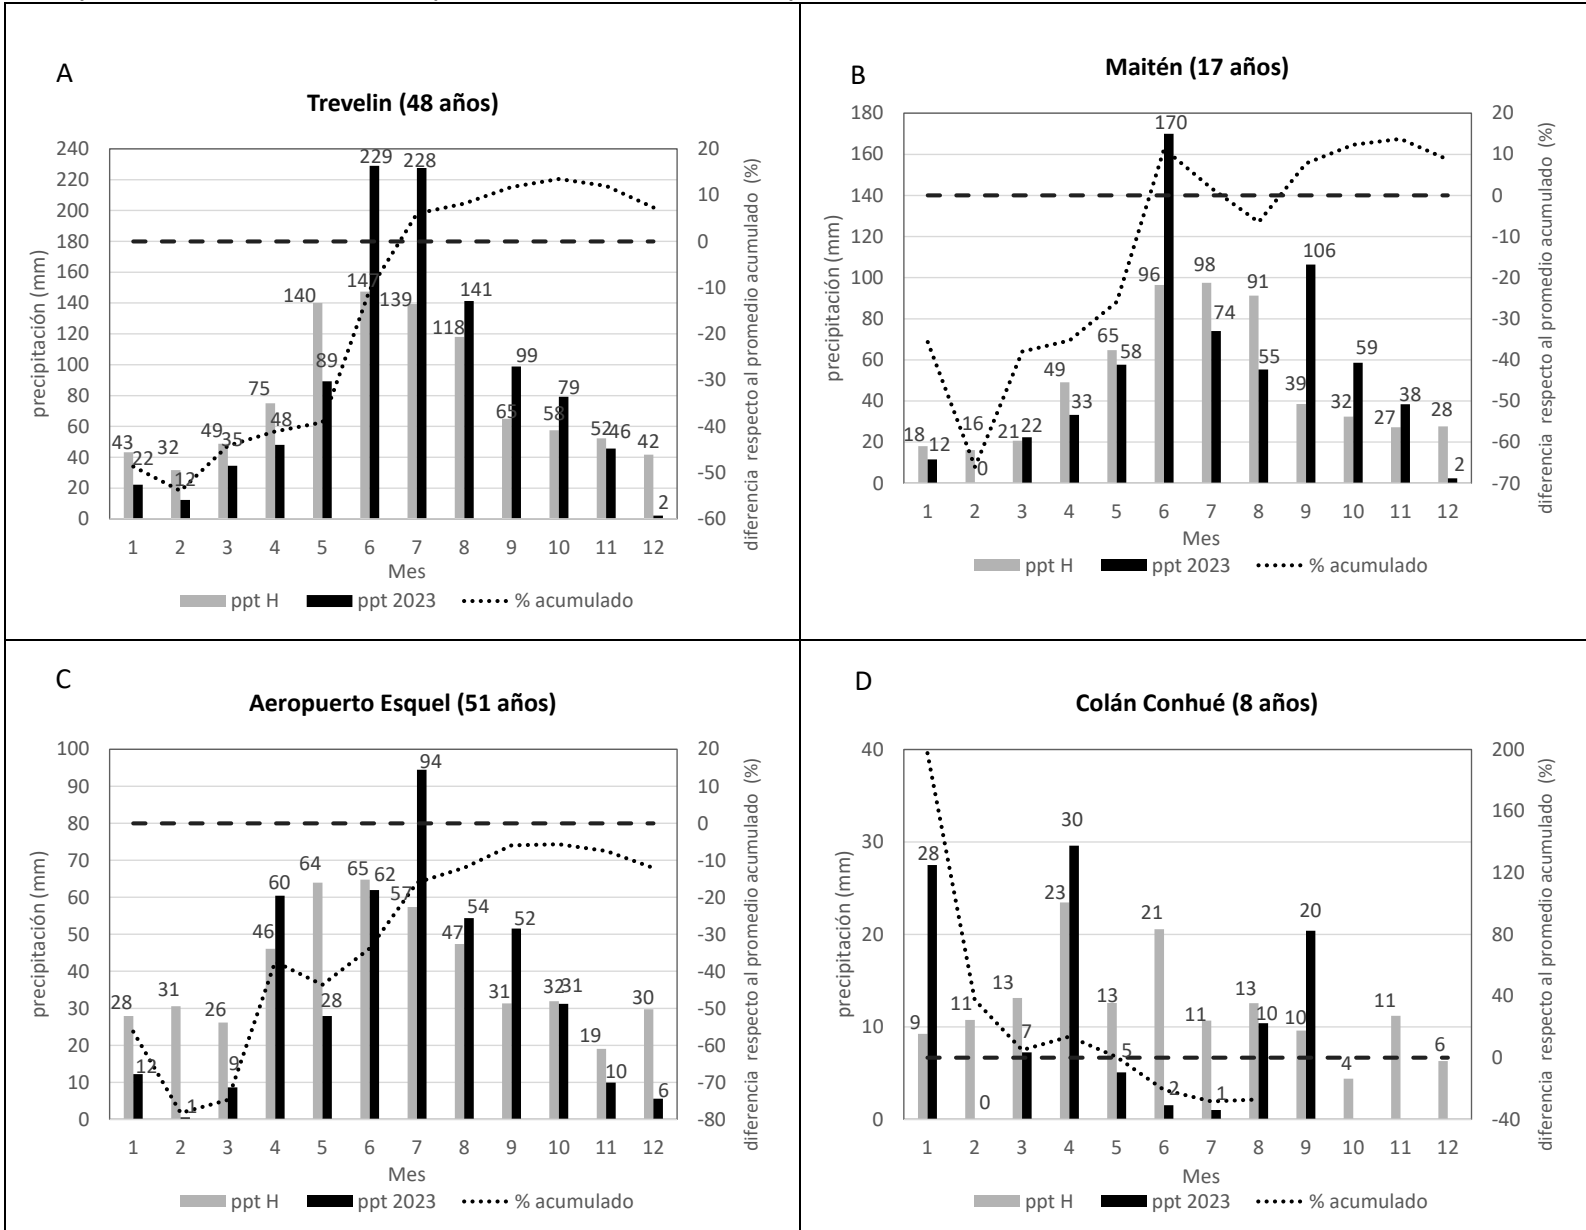 A
Trevelin (48 años)
precipitación (mm)
diferencia respecto al promedio acumulado (%)
240 220 200 180 160 140 120 100 80 60 40 20 0
20 10 0 -10 -20 -30 -40 -50 -60
43 32 49 75 140 147 139 118 65 58 52 42
22 12 35 48 89 229 228 141 99 79 46 2
1 2 3 4 5 6 7 8 9 10 11 12
Mes
ppt H ppt 2023 % acumulado
B
Maitén (17 años)
precipitación (mm)
diferencia respecto al promedio acumulado (%)
180 160 140 120 100 80 60 40 20 0
20 10 0 -10 -20 -30 -40 -50 -60 -70
18 16 21 49 65 96 98 91 39 32 27 28
12 0 22 33 58 170 74 55 106 59 38 2
1 2 3 4 5 6 7 8 9 10 11 12
Mes
ppt H ppt 2023 % acumulado
C
Aeropuerto Esquel (51 años)
precipitación (mm)
diferencia respecto al promedio acumulado (%)
100 90 80 70 60 50 40 30 20 10 0
20 10 0 -10 -20 -30 -40 -50 -60 -70 -80
28 31 26 46 64 65 57 47 31 32 19 30
12 1 9 60 28 62 94 54 52 31 10 6
1 2 3 4 5 6 7 8 9 10 11 12
Mes
ppt H ppt 2023 % acumulado
D
Colán Conhué (8 años)
precipitación (mm)
diferencia respecto al promedio acumulado (%)
40 30 20 10 0
200 160 120 80 40 0 -40
9 11 13 23 13 21 11 13 10 4 11 6
28 0 7 30 5 2 1 10 20
1 2 3 4 5 6 7 8 9 10 11 12
Mes
ppt H ppt 2023 % acumulado